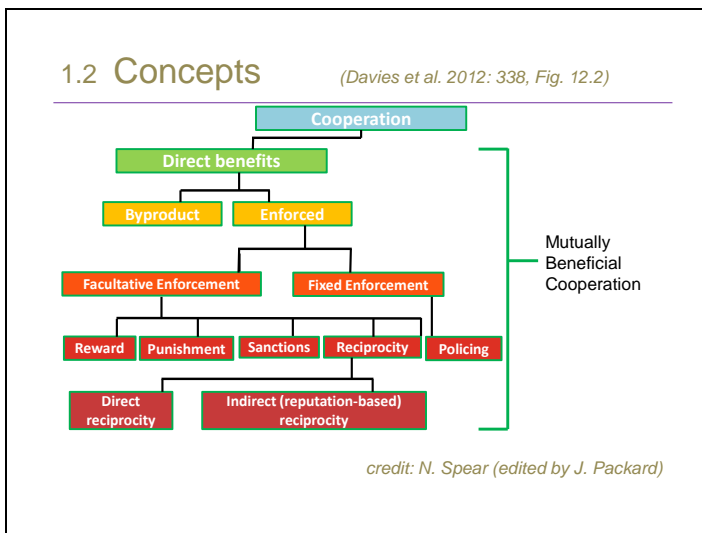 1.2 Concepts (Davies et al. 2012: 338, Fig. 12.2)
Cooperation
Direct benefits
Byproduct Enforced
Mutually
Beneficial
Cooperation
Facultative Enforcement Fixed Enforcement
Reward Punishment Sanctions Reciprocity Policing
Direct
reciprocity
Indirect (reputation-based)
reciprocity
credit: N. Spear (edited by J. Packard)